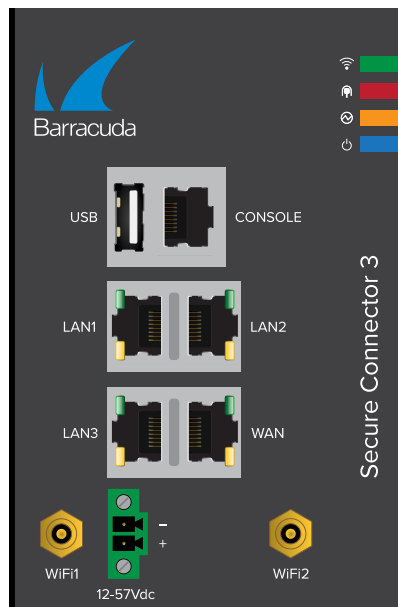 Barracuda
USB
CONSOLE
LAN1
LAN2
LAN3
WAN
Secure Connector 3
−
+
WiFi1
WiFi2
12-57Vdc